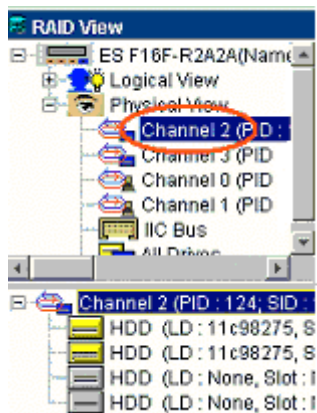 RAID View
ES F16F-R2A2A(Name
Logical View
Physical View
Channel 2 (PID :
Channel 3 (PID
Channel 0 (PID
Channel 1 (PID
IIC Bus
All Drives
Channel 2 (PID : 124; SID :
HDD (LD : 11c98275, S
HDD (LD : 11c98275, S
HDD (LD : None, Slot :
HDD (LD : None, Slot :